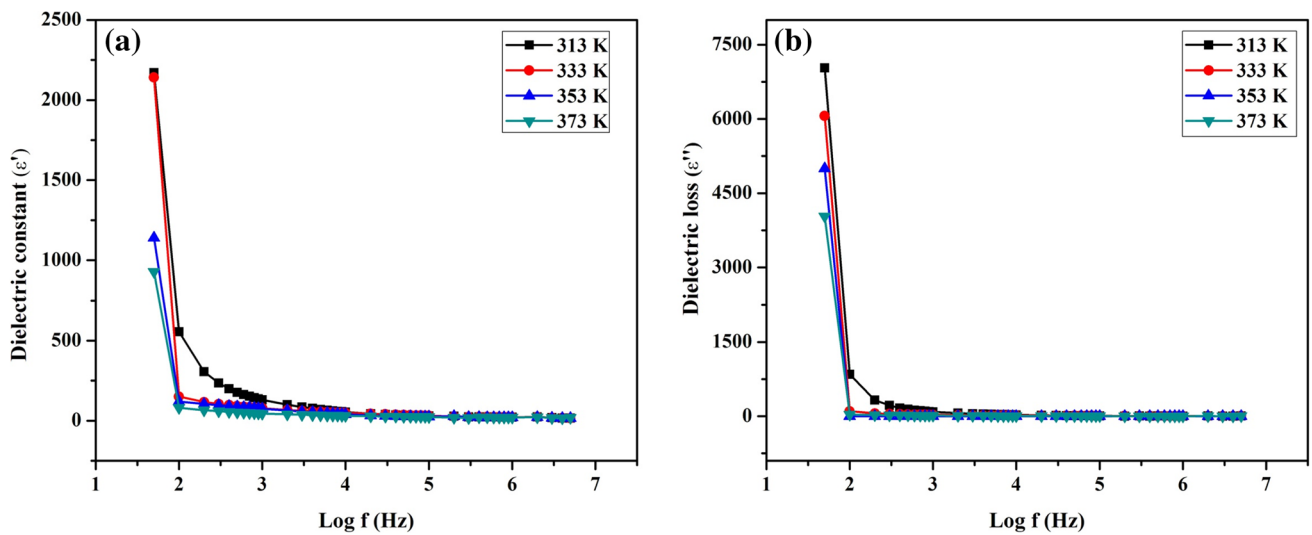 (a)
313 K
333 K
353 K
373 K
2500
2000
1500
1000
500
0
Dielectric constant (ε')
1 2 3 4 5 6 7
Log f (Hz)
(b)
313 K
333 K
353 K
373 K
7500
6000
4500
3000
1500
0
Dielectric loss (ε")
1 2 3 4 5 6 7
Log f (Hz)